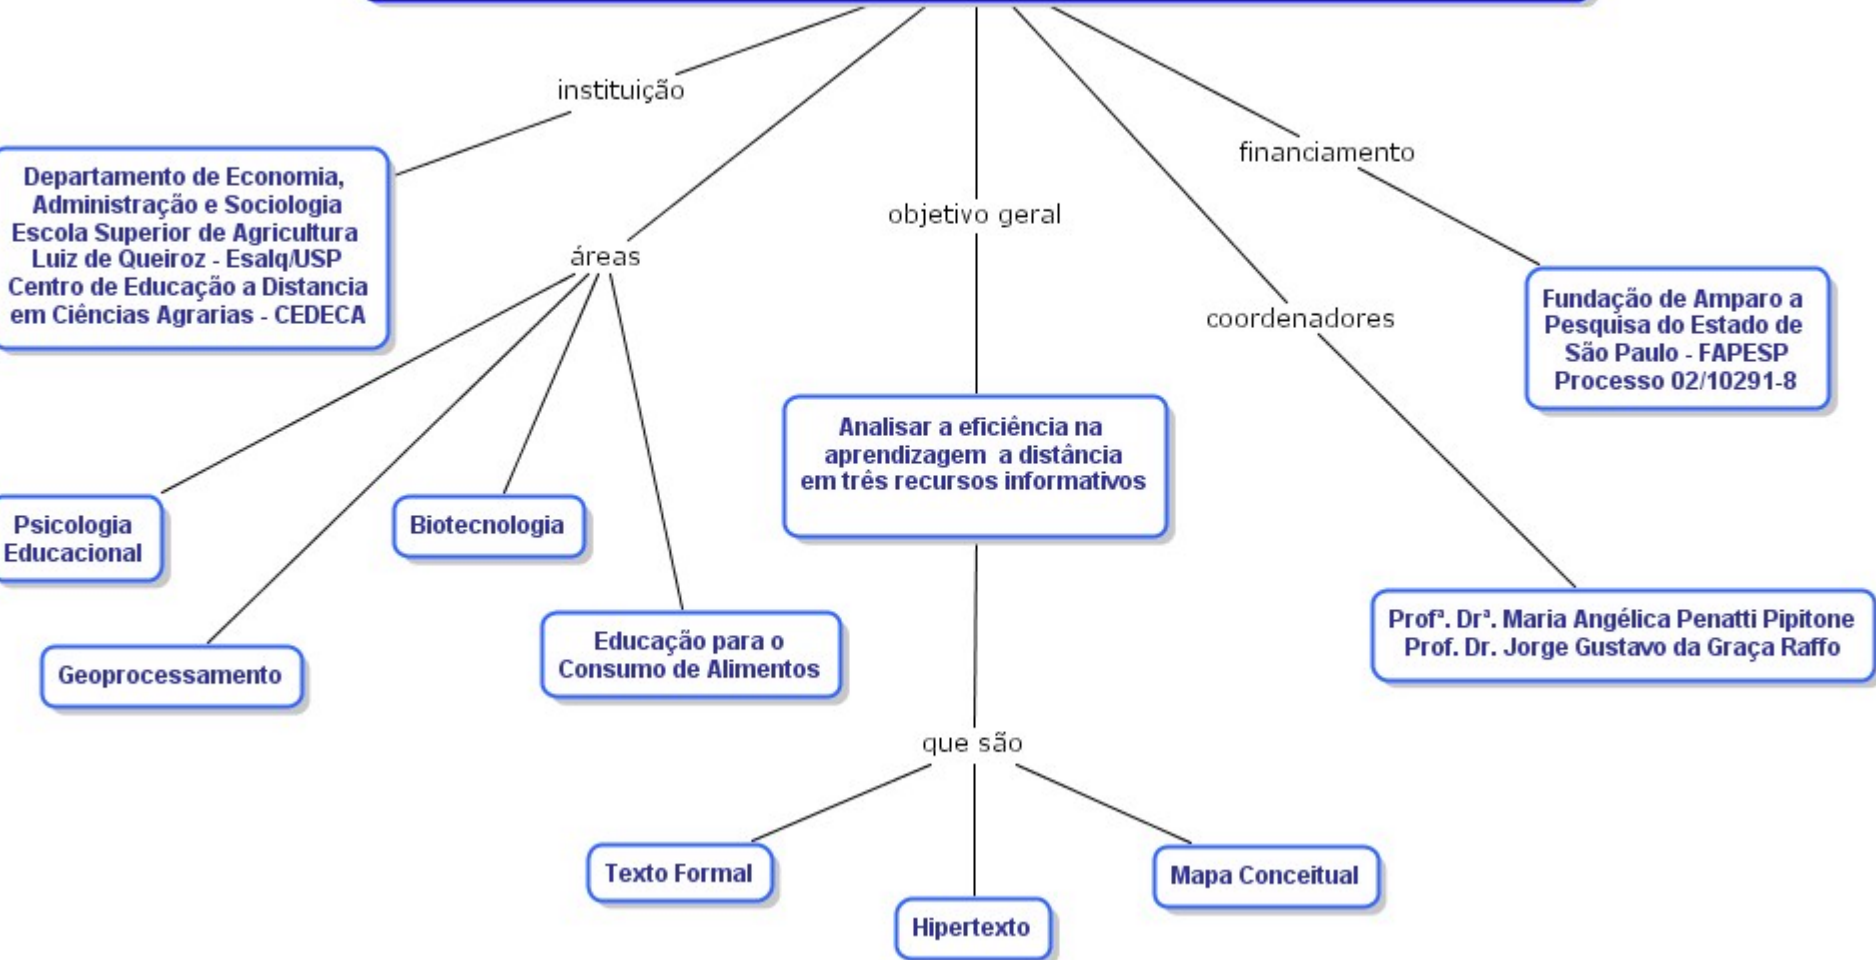 instituição
Departamento de Economia,
Administração e Sociologia
Escola Superior de Agricultura
Luiz de Queiroz - Esalq/USP
Centro de Educação a Distancia
em Ciências Agrarias - CEDECA
áreas
Psicologia
Educacional
Geoprocessamento
Biotecnologia
Educação para o
Consumo de Alimentos
objetivo geral
Analisar a eficiência na
aprendizagem a distância
em três recursos informativos
que são
Texto Formal
Hipertexto
Mapa Conceitual
coordenadores
Profª. Drª. Maria Angélica Penatti Pipitone
Prof. Dr. Jorge Gustavo da Graça Raffo
financiamento
Fundação de Amparo a
Pesquisa do Estado de
São Paulo - FAPESP
Processo 02/10291-8